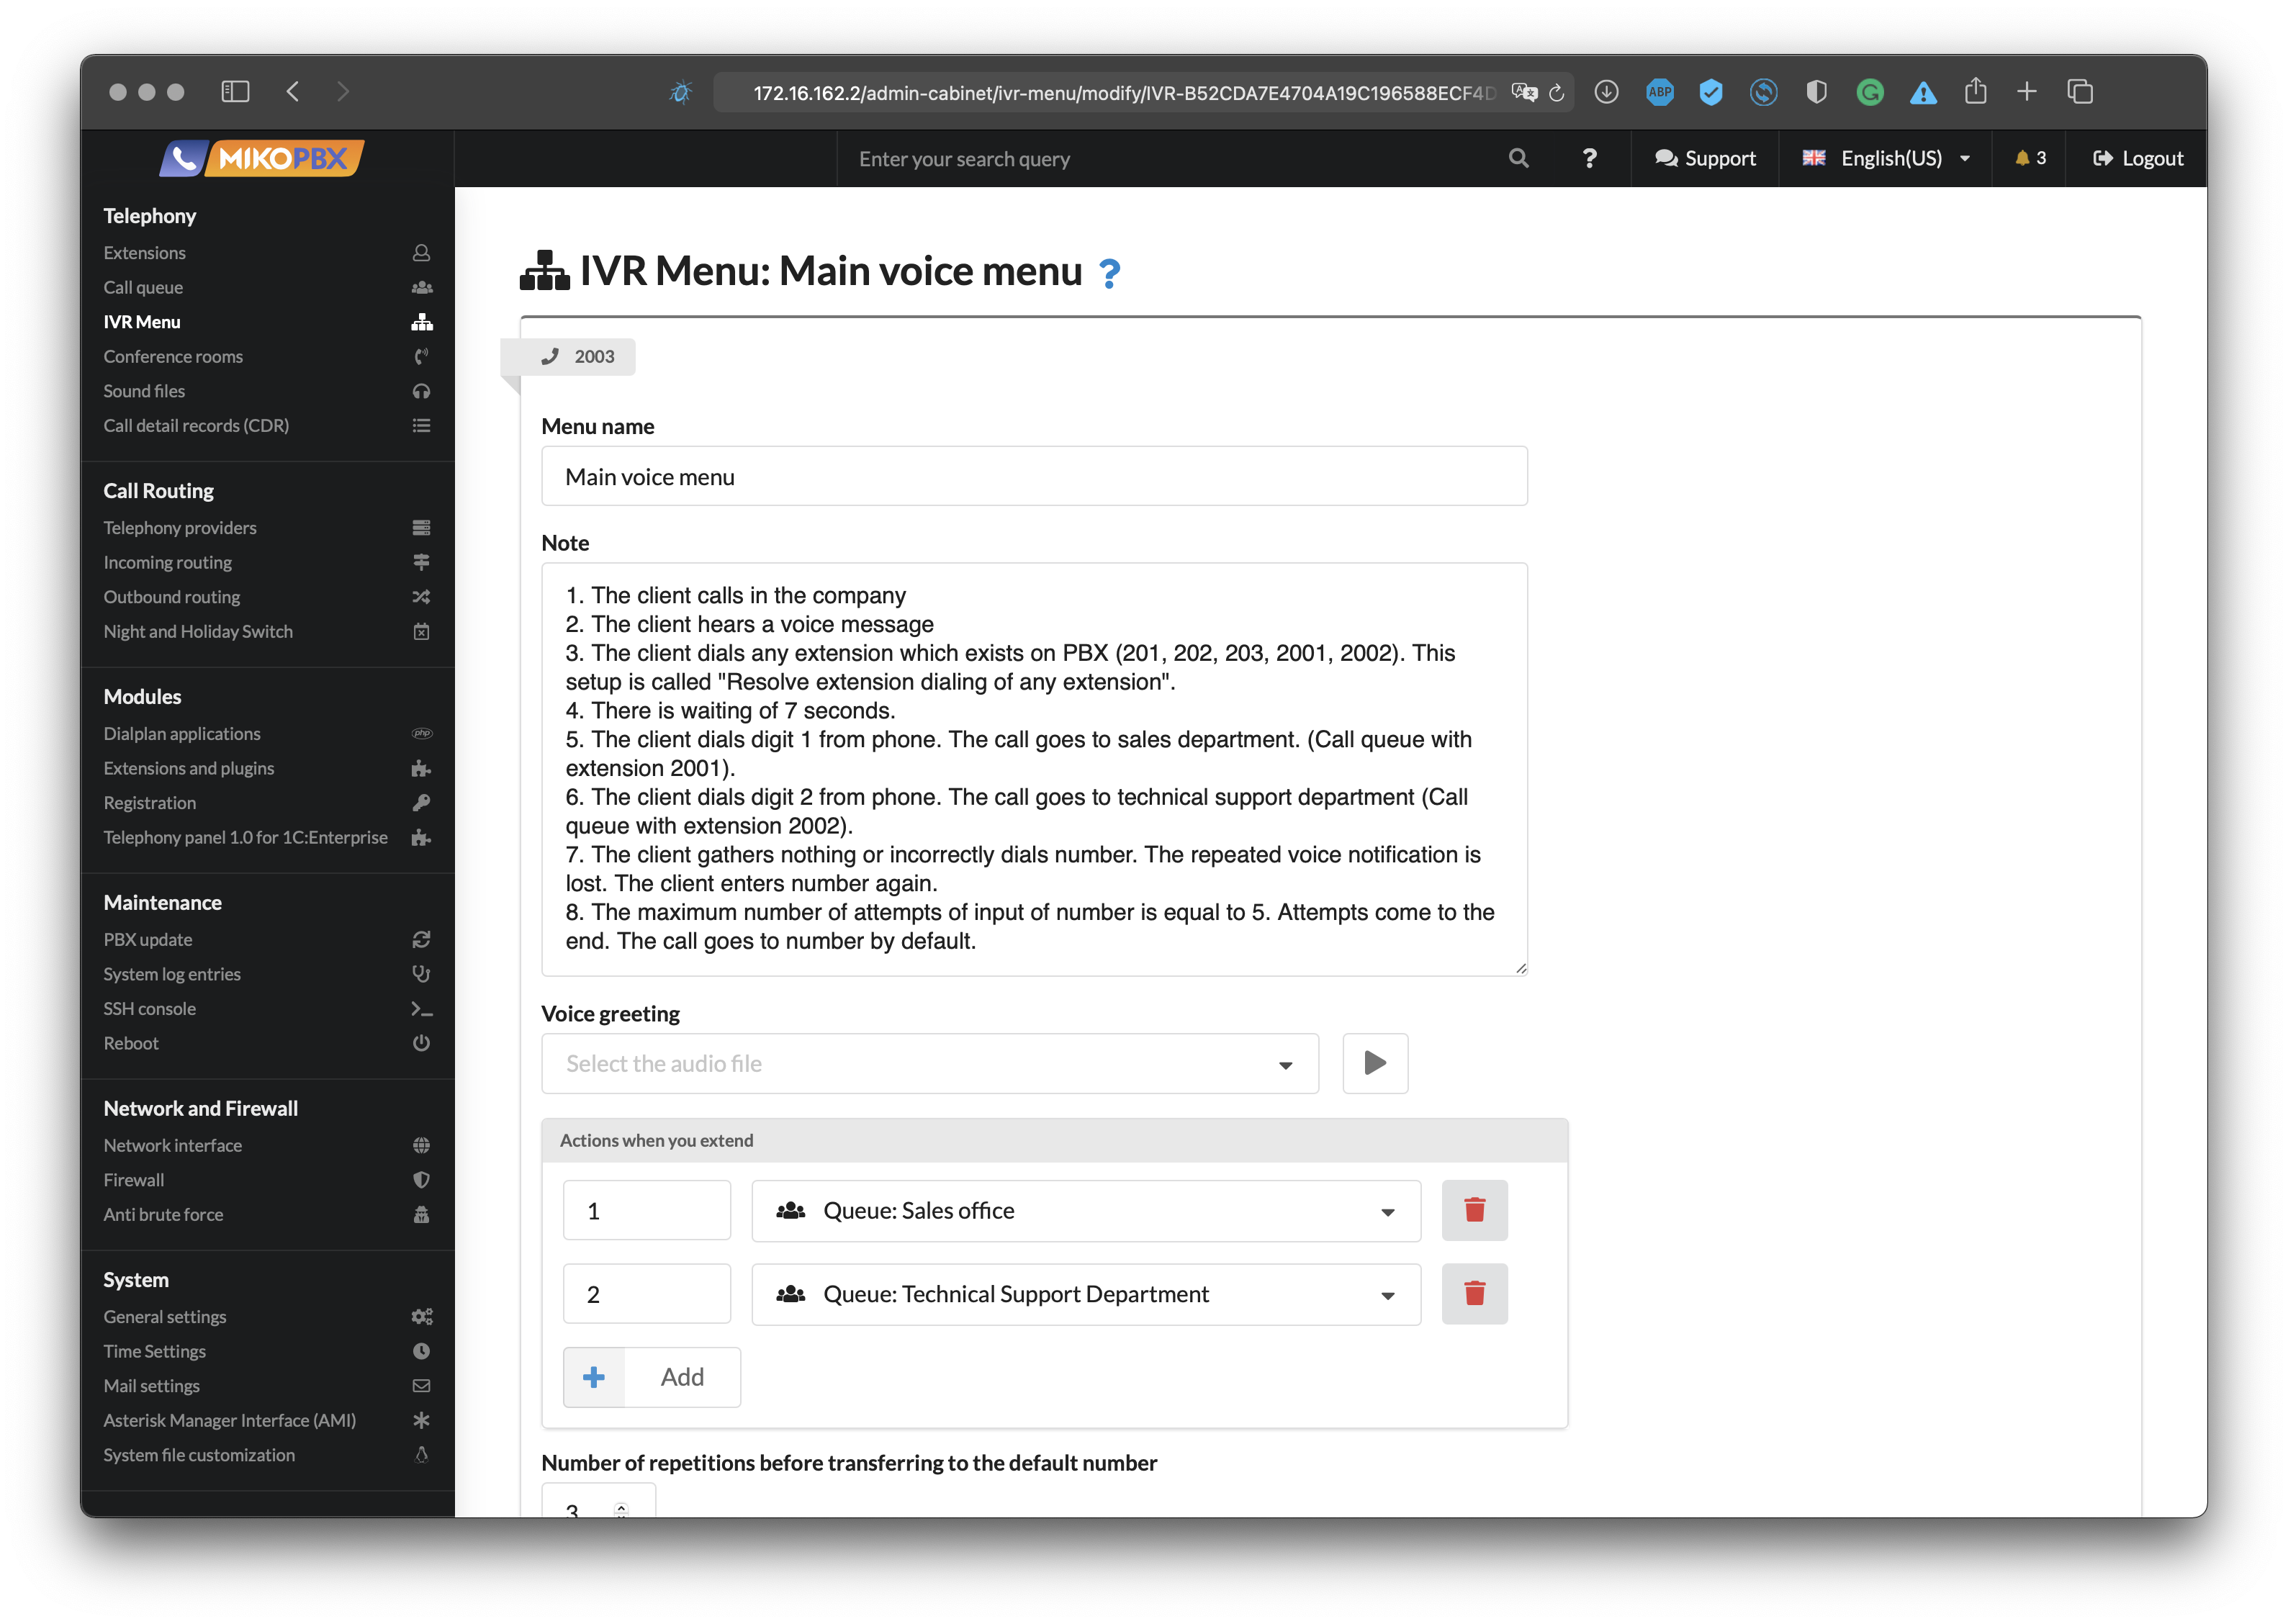 172.16.162.2/admin-cabinet/ivr-menu/modify/IVR-B52CDA7E4704A19C196588ECF4D
ABP
MIKOPBX
Enter your search query
?
Support
English(US)
3
Logout
Telephony
Extensions
Call queue
IVR Menu
Conference rooms
Sound files
Call detail records (CDR)
Call Routing
Telephony providers
Incoming routing
Outbound routing
Night and Holiday Switch
Modules
Dialplan applications
php
Extensions and plugins
Registration
Telephony panel 1.0 for 1C:Enterprise
Maintenance
PBX update
System log entries
SSH console
Reboot
Network and Firewall
Network interface
Firewall
Anti brute force
System
General settings
Time Settings
Mail settings
Asterisk Manager Interface (AMI)
System file customization
IVR Menu: Main voice menu ?
2003
Menu name
Main voice menu
Note
1. The client calls in the company
2. The client hears a voice message
3. The client dials any extension which exists on PBX (201, 202, 203, 2001, 2002). This
setup is called "Resolve extension dialing of any extension".
4. There is waiting of 7 seconds.
5. The client dials digit 1 from phone. The call goes to sales department. (Call queue with
extension 2001).
6. The client dials digit 2 from phone. The call goes to technical support department (Call
queue with extension 2002).
7. The client gathers nothing or incorrectly dials number. The repeated voice notification is
lost. The client enters number again.
8. The maximum number of attempts of input of number is equal to 5. Attempts come to the
end. The call goes to number by default.
Voice greeting
Select the audio file
Actions when you extend
1
Queue: Sales office
2
Queue: Technical Support Department
Add
Number of repetitions before transferring to the default number
3